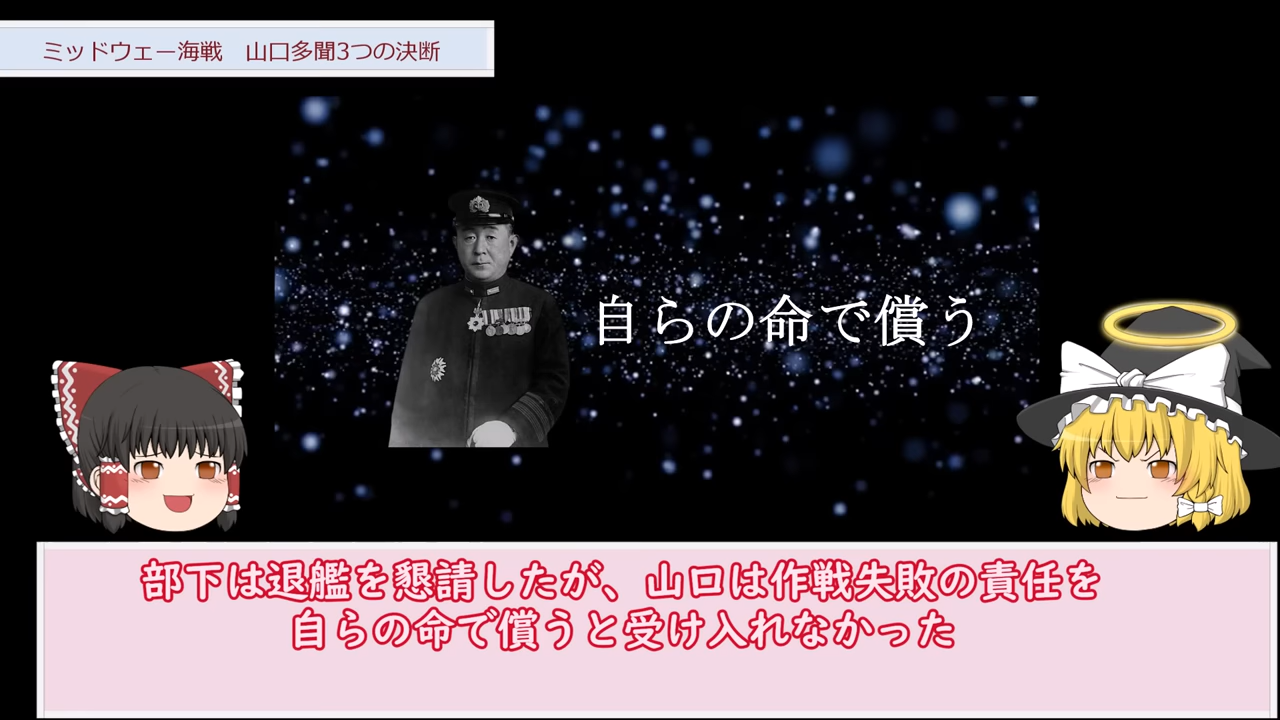 ミッドウェー海戦　山口多聞3つの決断
自らの命で償う
部下は退艦を懇請したが、山口は作戦失敗の責任を
自らの命で償うと受け入れなかった